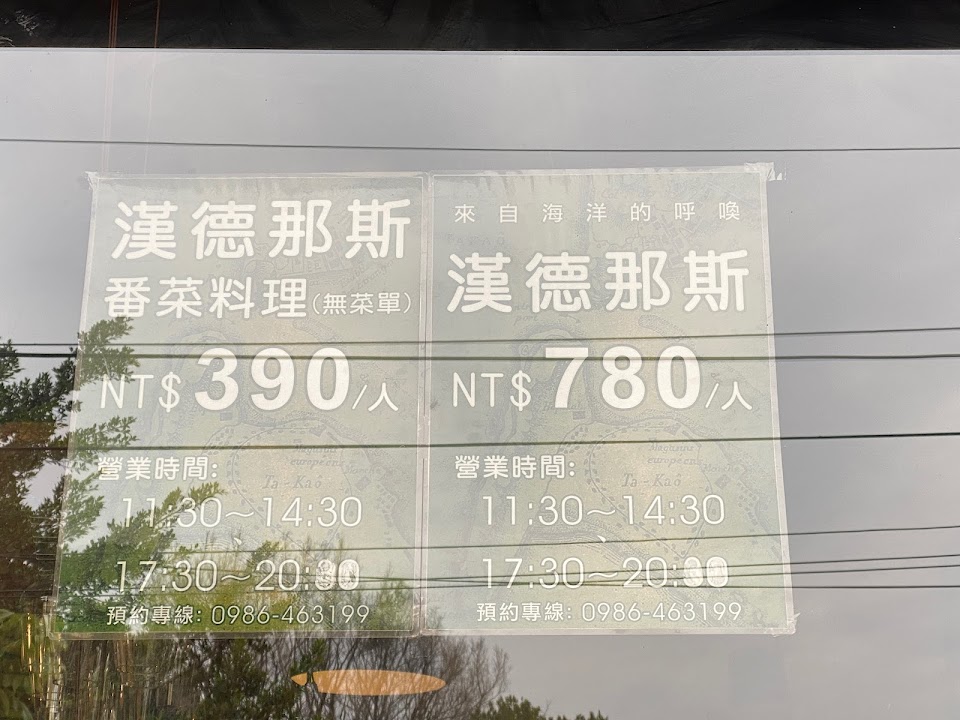 漢德那斯
番菜料理(無菜單)
NT$390/人
營業時間:
11:30～14:30
、
17:30～20:00
預約專線: 0986-463199
來自海洋的呼喚
漢德那斯
NT$780/人
Ta-Kao
營業時間:
11:30～14:30
、
17:30～20:
預約專線: 0986-463199